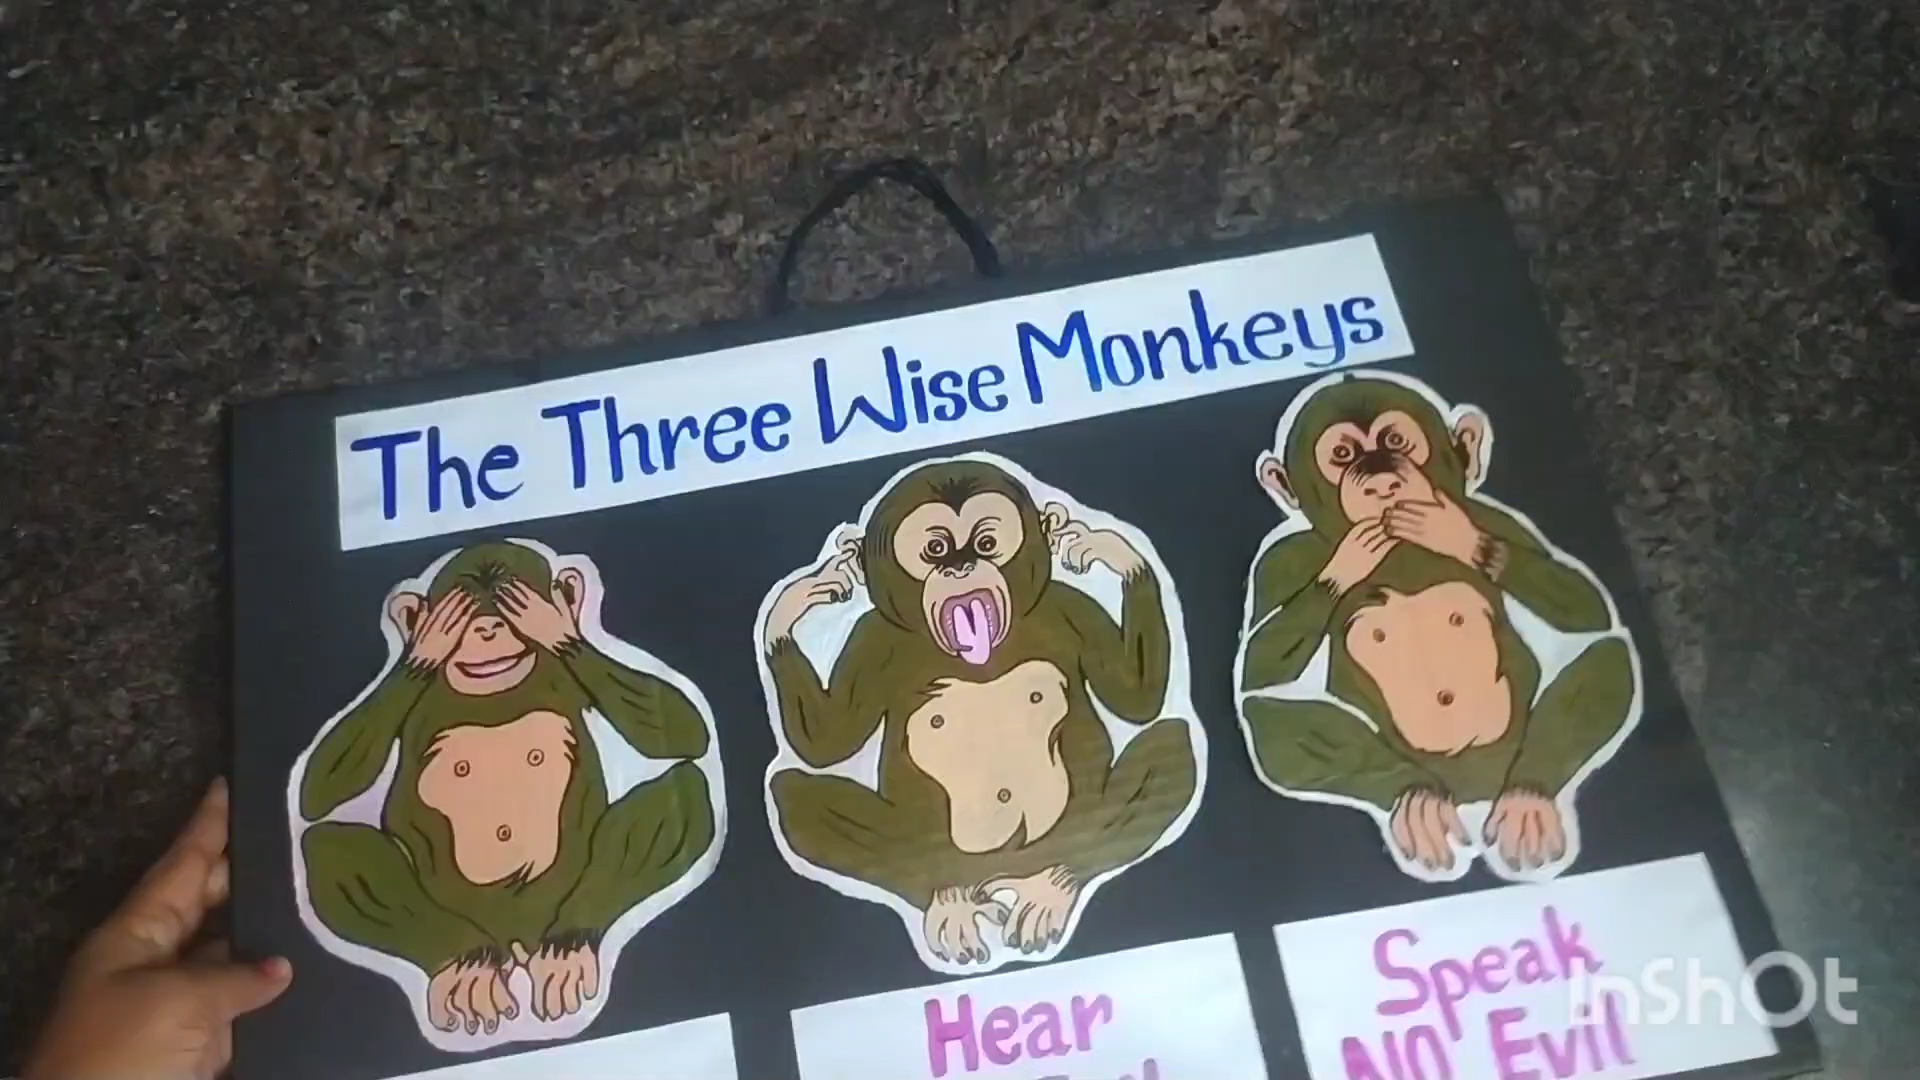 The Three Wise Monkeys
Hear
Speak
NO Evil
InShOt